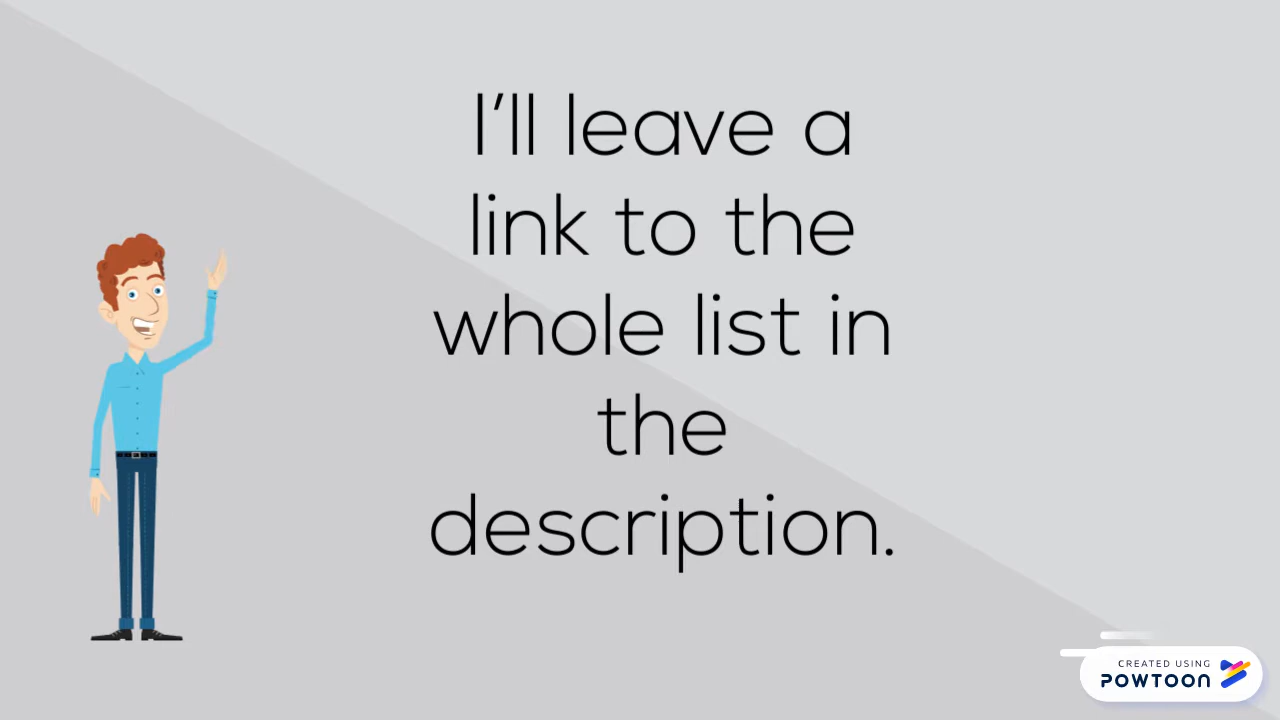 I’ll leave a
link to the
whole list in
the
description.
CREATED USING
POWTOON